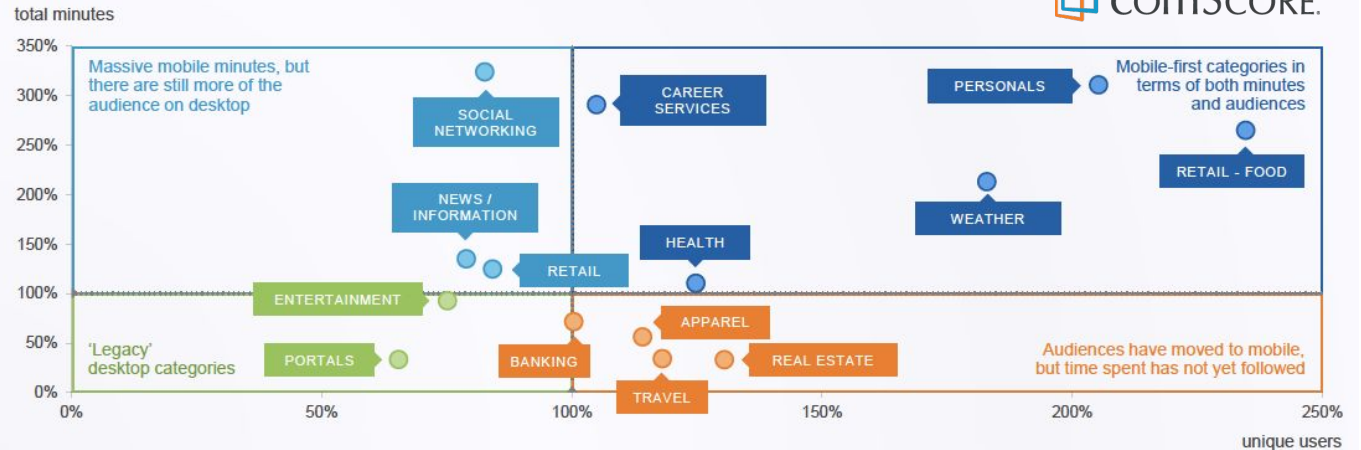 total minutes
comSCORE.
350%
300%
250%
200%
150%
100%
50%
0%
Massive mobile minutes, but
there are still more of the
audience on desktop
SOCIAL
NETWORKING
NEWS /
INFORMATION
RETAIL
CAREER
SERVICES
PERSONALS
Mobile-first categories in
terms of both minutes
and audiences
RETAIL - FOOD
WEATHER
HEALTH
ENTERTAINMENT
'Legacy'
desktop categories
PORTALS
BANKING
APPAREL
REAL ESTATE
TRAVEL
Audiences have moved to mobile,
but time spent has not yet followed
0%
50%
100%
150%
200%
250%
unique users